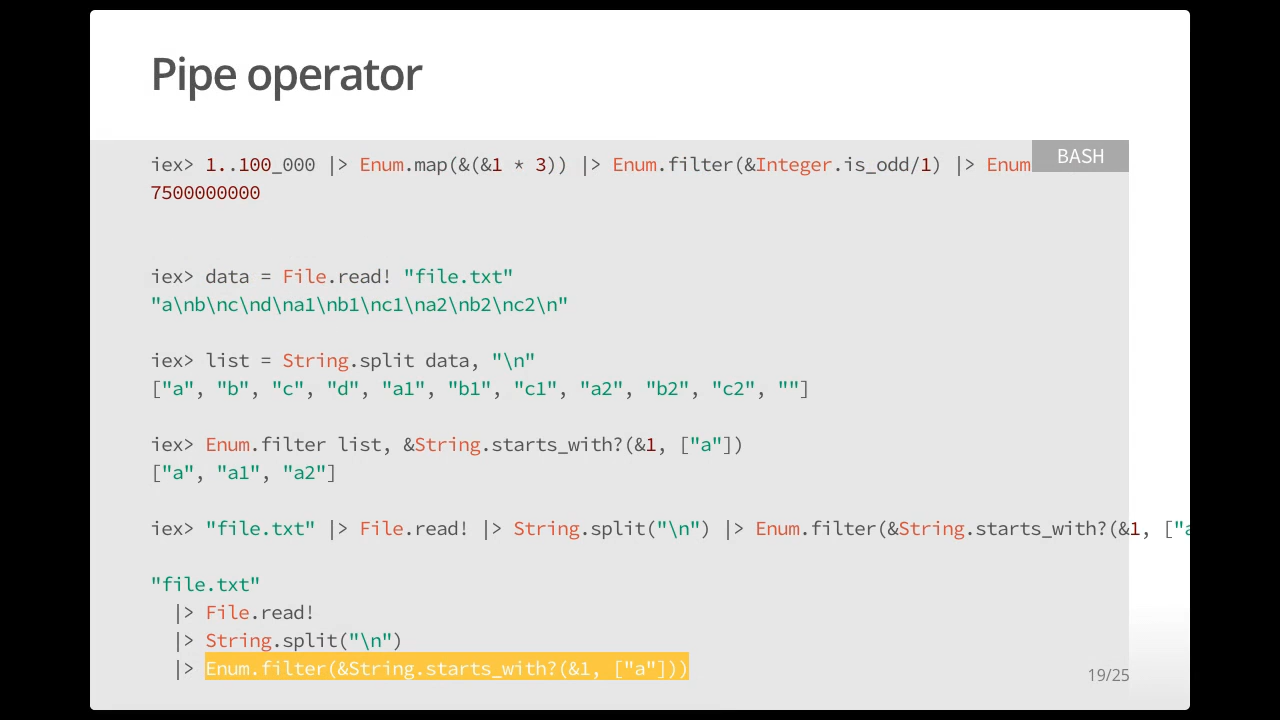 Pipe operator
BASH
iex> 1..100_000 |> Enum.map(&(&1 * 3)) |> Enum.filter(&Integer.is_odd/1) |> Enum
7500000000
iex> data = File.read! "file.txt"
"a\nb\nc\nd\na1\nb1\nc1\na2\nb2\nc2\n"
iex> list = String.split data, "\n"
["a", "b", "c", "d", "a1", "b1", "c1", "a2", "b2", "c2", ""]
iex> Enum.filter list, &String.starts_with?(&1, ["a"])
["a", "a1", "a2"]
iex> "file.txt" |> File.read! |> String.split("\n") |> Enum.filter(&String.starts_with?(&1, ["a
"file.txt"
|> File.read!
|> String.split("\n")
|> Enum.filter(&String.starts_with?(&1, ["a"]))
19/25